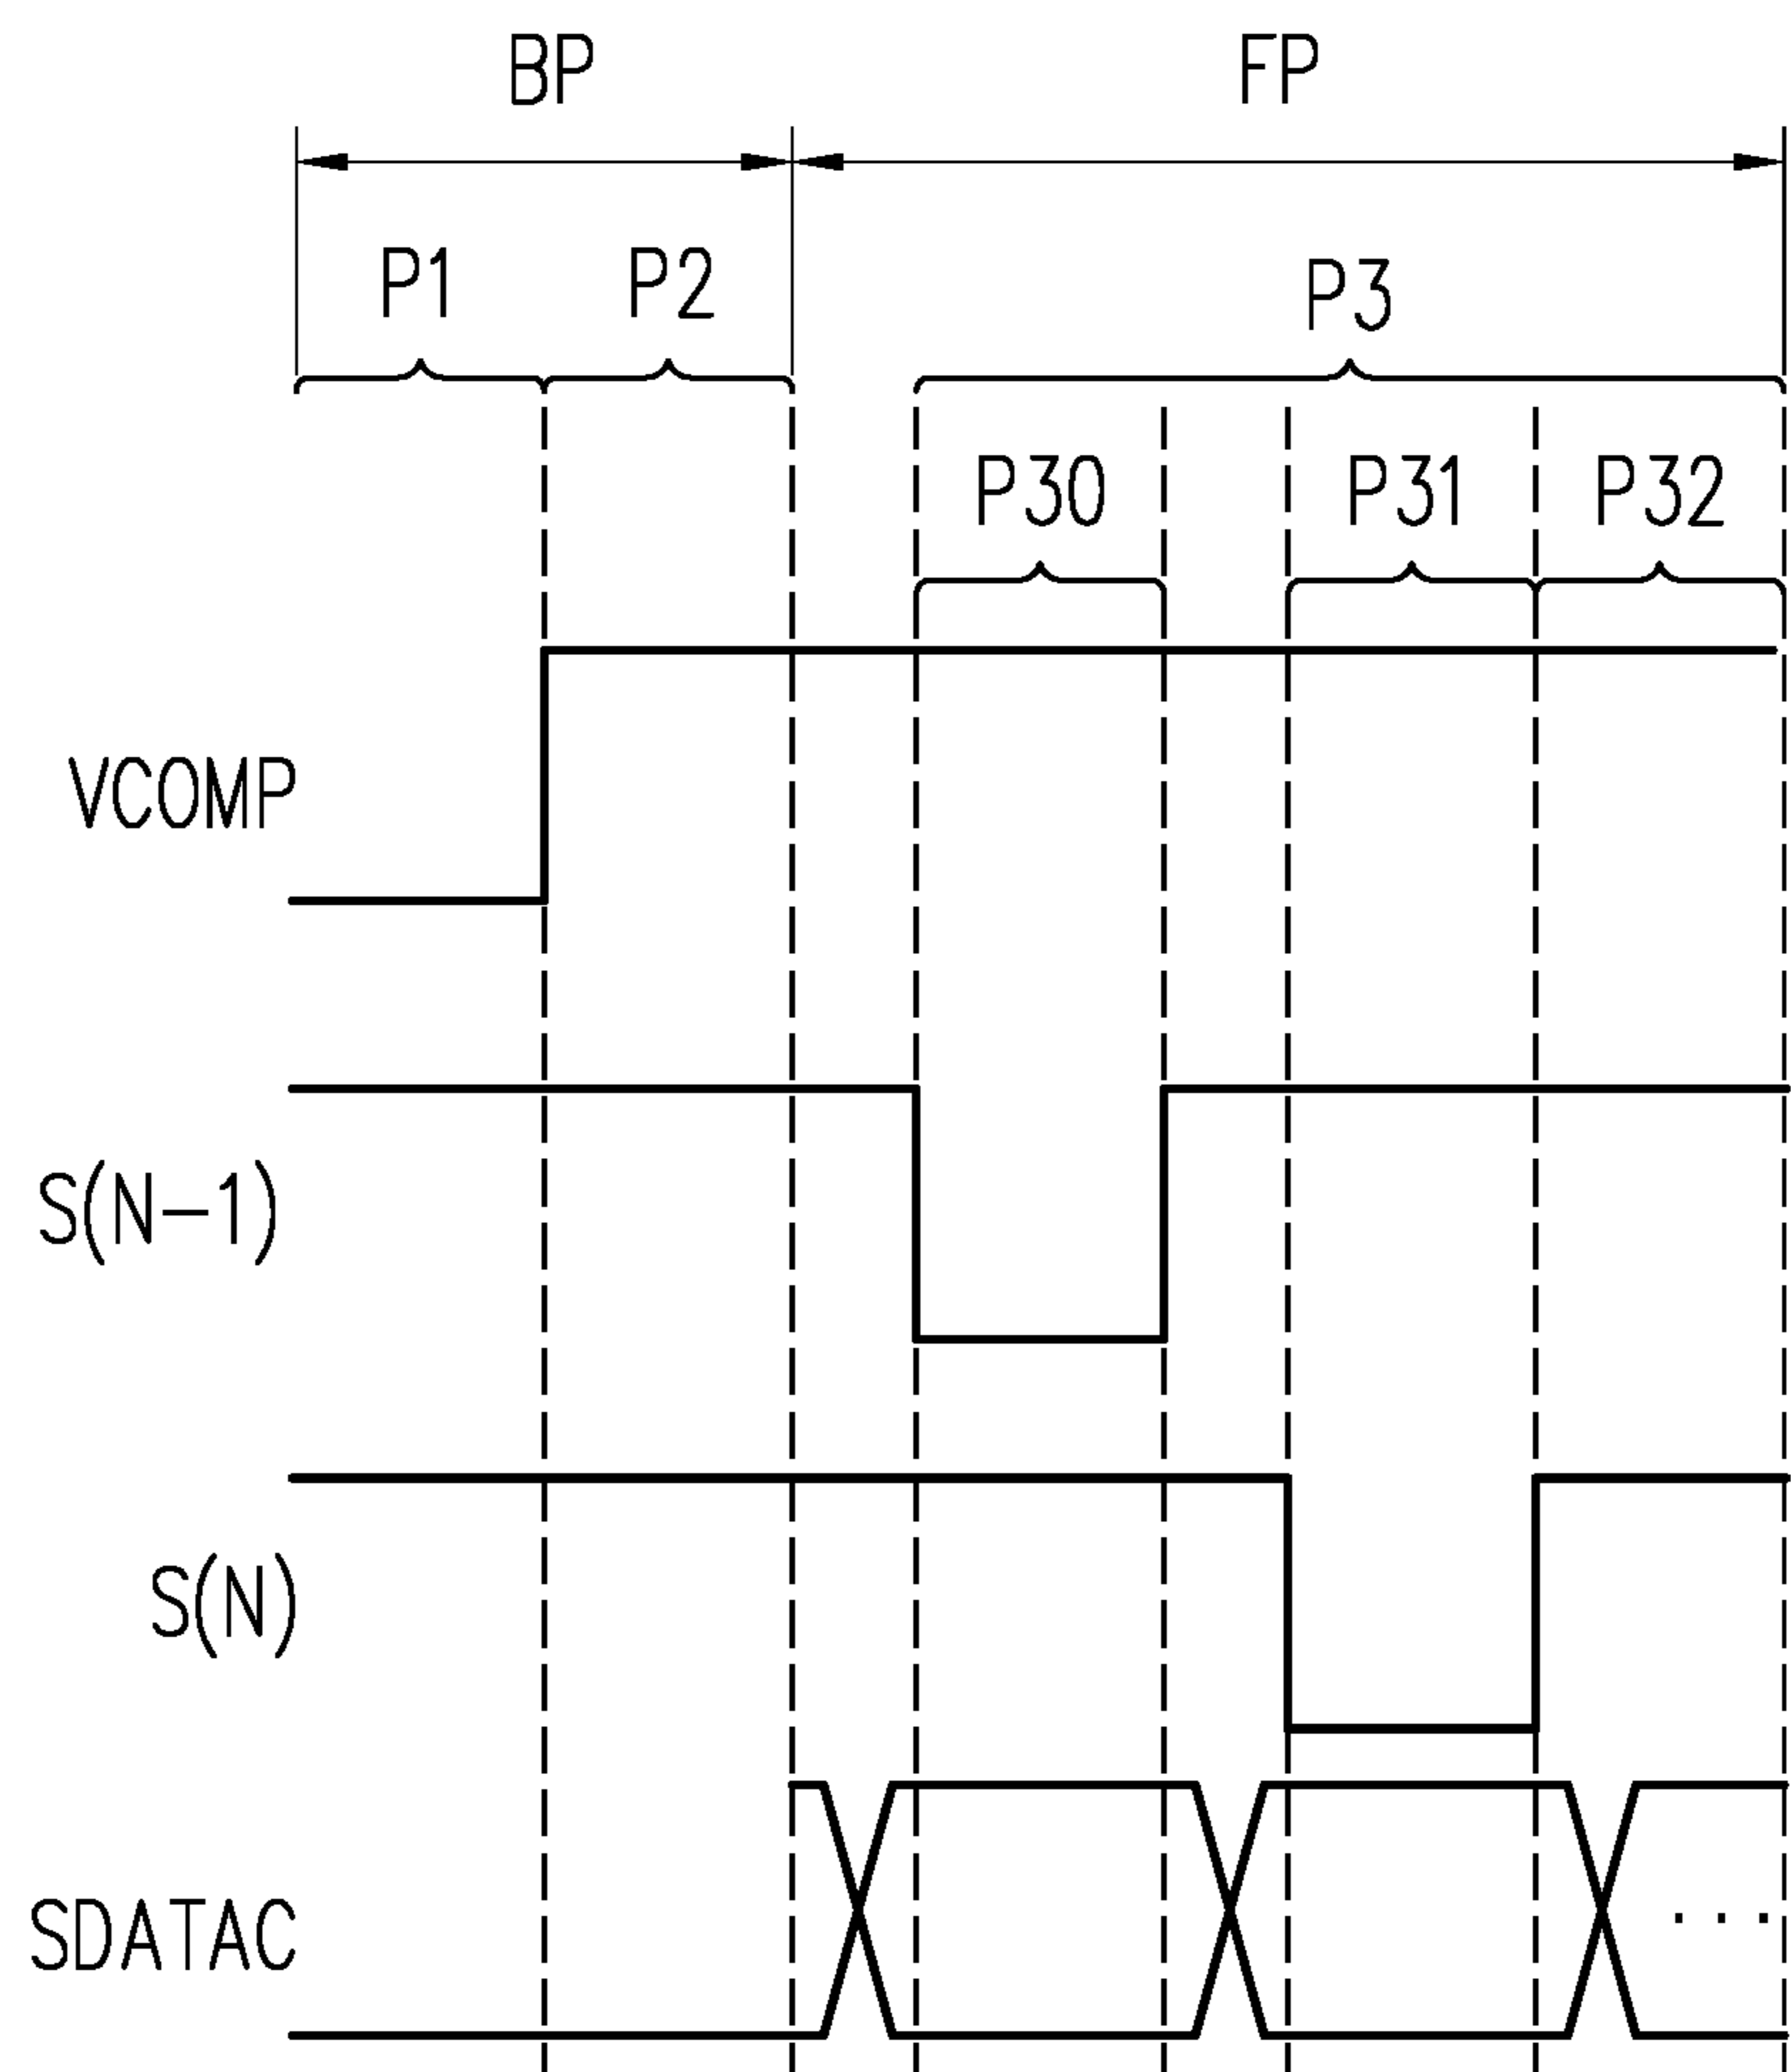 BP FP
P1 P2 P3
P30 P31 P32
VCOMP
S(N-1)
S(N)
SDATAC ...